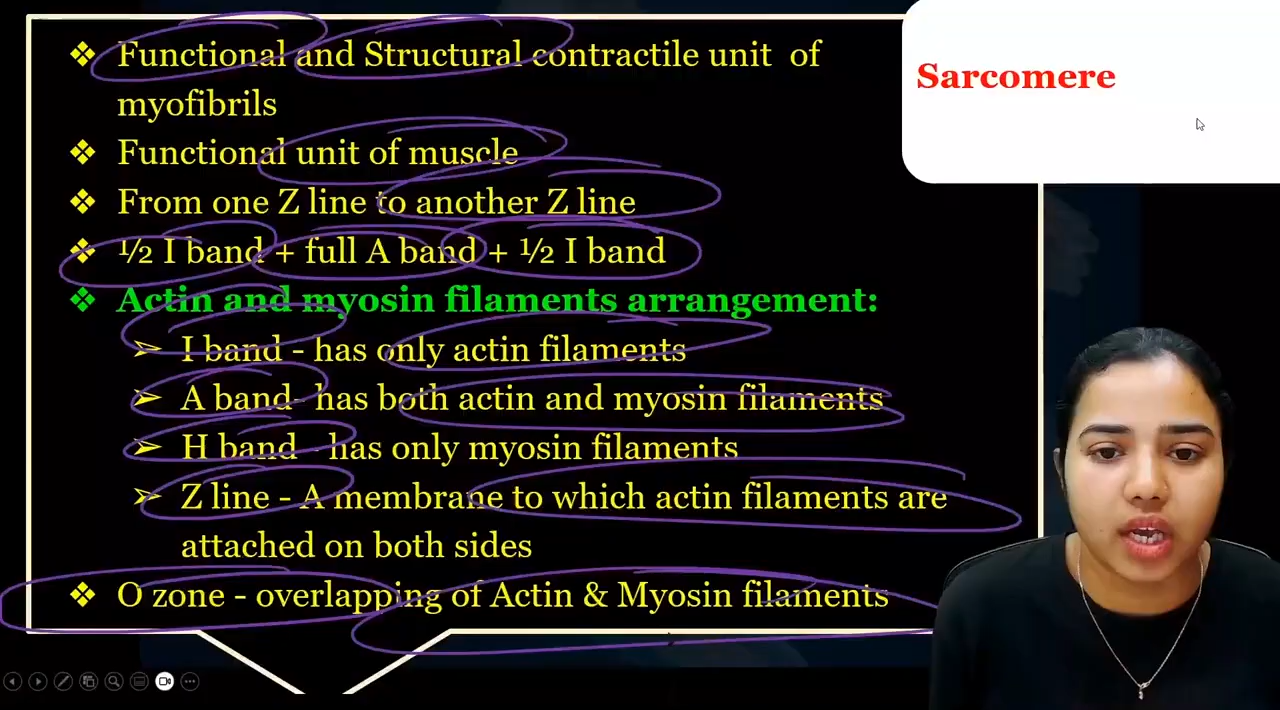 Sarcomere
❖ Functional and Structural contractile unit of
myofibrils
❖ Functional unit of muscle
❖ From one Z line to another Z line
❖ ½ I band + full A band + ½ I band
❖ Actin and myosin filaments arrangement:
➢ I band - has only actin filaments
➢ A band- has both actin and myosin filaments
➢ H band - has only myosin filaments
➢ Z line - A membrane to which actin filaments are
attached on both sides
❖ O zone - overlapping of Actin & Myosin filaments